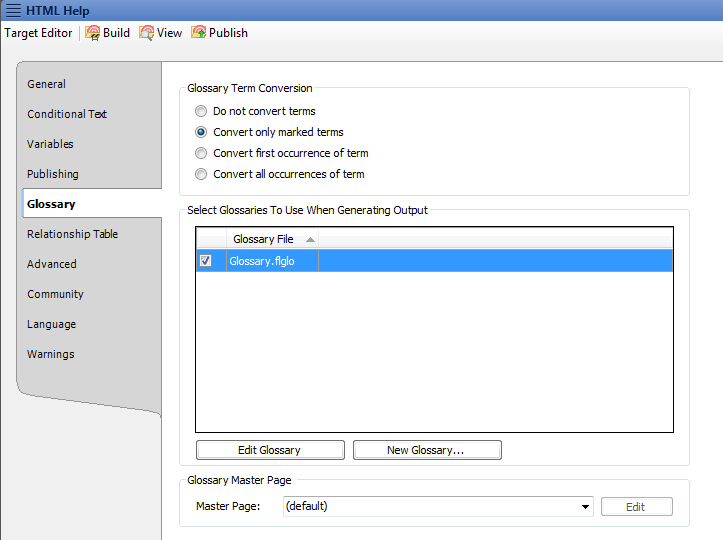 HTML Help
Target Editor Build View Publish
General
Conditional Text
Variables
Publishing
Glossary
Relationship Table
Advanced
Community
Language
Warnings
Glossary Term Conversion
Do not convert terms
Convert only marked terms
Convert first occurrence of term
Convert all occurrences of term
Select Glossaries To Use When Generating Output
Glossary File
Glossary.flglo
Edit Glossary New Glossary...
Glossary Master Page
Master Page: (default) Edit